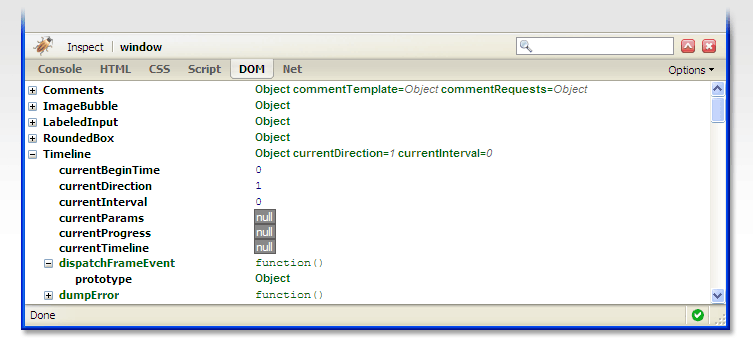 Inspect window
Console HTML CSS Script DOM Net Options
Comments Object commentTemplate=Object commentRequests=Object
ImageBubble Object
LabeledInput Object
RoundedBox Object
Timeline Object currentDirection=1 currentInterval=0
currentBeginTime 0
currentDirection 1
currentInterval 0
currentParams null
currentProgress null
currentTimeline null
dispatchFrameEvent function()
prototype Object
dumpError function()
Done